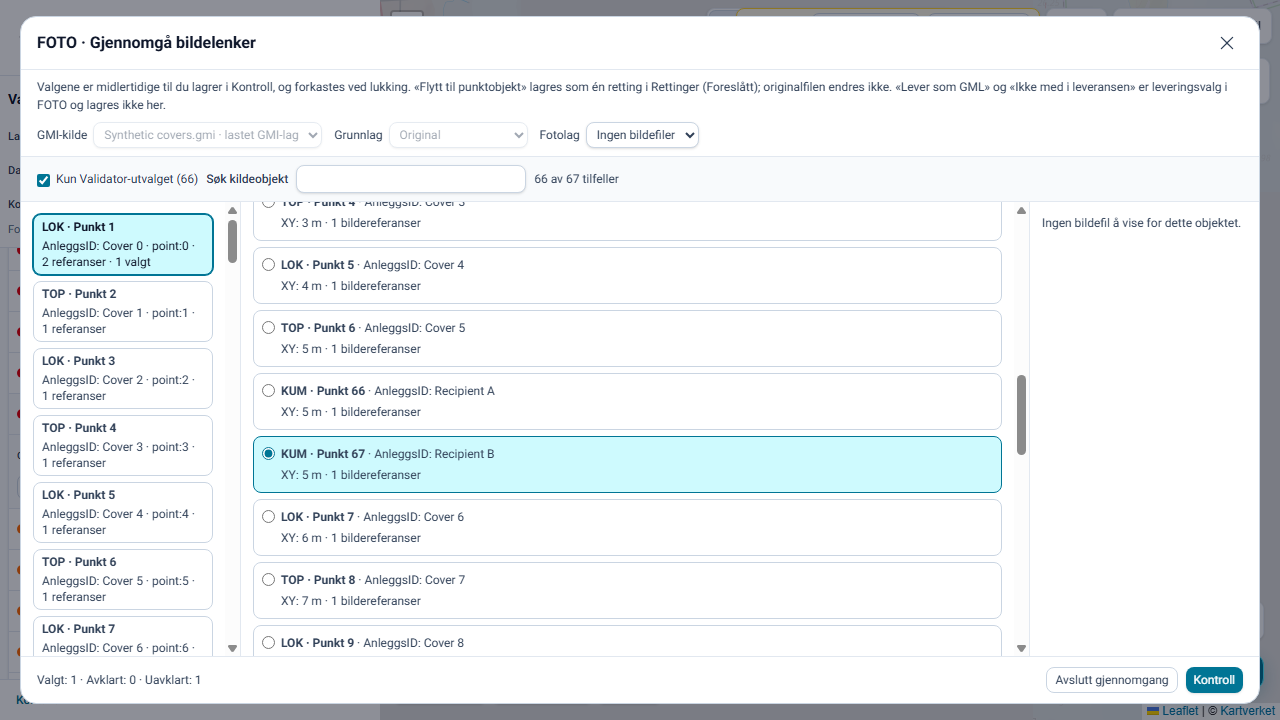 FOTO · Gjennomgå bildelenker
Valgene er midlertidige til du lagrer i Kontroll, og forkastes ved lukking. «Flytt til punktobjekt» lagres som én retting i Rettinger (Foreslått); originalfilen endres ikke. «Lever som GML» og «Ikke med i leveransen» er leveringsvalg i
FOTO og lagres ikke her.
GMI-kilde Synthetic covers.gmi · lastet GMI-lag Grunnlag Original Fotolag Ingen bildefiler
Kun Validator-utvalget (66) Søk kildeobjekt 66 av 67 tilfeller
LOK · Punkt 1
AnleggsID: Cover 0 · point:0 ·
2 referanser · 1 valgt
TOP · Punkt 2
AnleggsID: Cover 1 · point:1 ·
1 referanser
LOK · Punkt 3
AnleggsID: Cover 2 · point:2 ·
1 referanser
TOP · Punkt 4
AnleggsID: Cover 3 · point:3 ·
1 referanser
LOK · Punkt 5
AnleggsID: Cover 4 · point:4 ·
1 referanser
TOP · Punkt 6
AnleggsID: Cover 5 · point:5 ·
1 referanser
LOK · Punkt 7
AnleggsID: Cover 6 · point:6 ·
TOP · Punkt 4 · AnleggsID: Cover 3
XY: 3 m · 1 bildereferanser
LOK · Punkt 5 · AnleggsID: Cover 4
XY: 4 m · 1 bildereferanser
TOP · Punkt 6 · AnleggsID: Cover 5
XY: 5 m · 1 bildereferanser
KUM · Punkt 66 · AnleggsID: Recipient A
XY: 5 m · 1 bildereferanser
KUM · Punkt 67 · AnleggsID: Recipient B
XY: 5 m · 1 bildereferanser
LOK · Punkt 7 · AnleggsID: Cover 6
XY: 6 m · 1 bildereferanser
TOP · Punkt 8 · AnleggsID: Cover 7
XY: 7 m · 1 bildereferanser
LOK · Punkt 9 · AnleggsID: Cover 8
Ingen bildefil å vise for dette objektet.
Valgt: 1 · Avklart: 0 · Uavklart: 1
Avslutt gjennomgang
Kontroll
Leaflet | © Kartverket